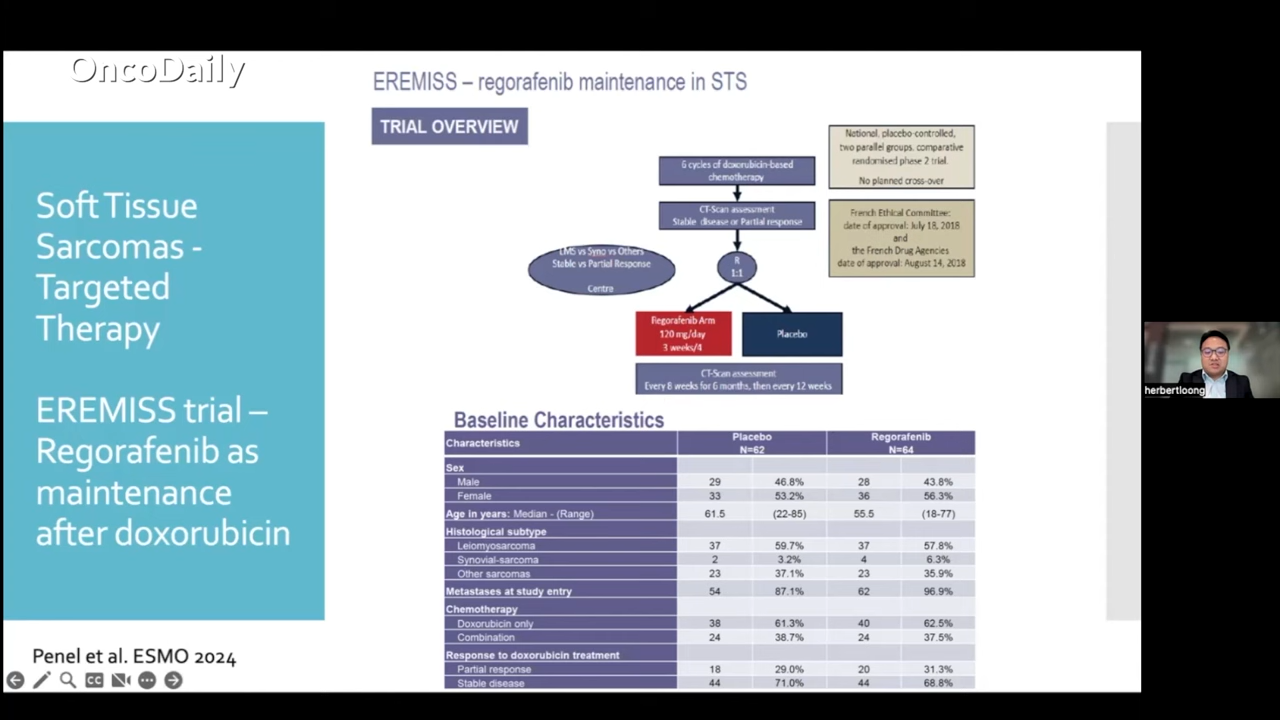 OncoDaily
Soft Tissue
Sarcomas -
Targeted
Therapy
EREMISS trial –
Regorafenib as
maintenance
after doxorubicin
Penel et al. ESMO 2024
EREMISS – regorafenib maintenance in STS
TRIAL OVERVIEW
6 cycles of doxorubicin-based
chemotherapy
CT-Scan assessment
Stable disease or Partial response
LMS vs Syno vs Others
Stable vs Partial Response
Centre
R
1:1
Regorafenib Arm
120 mg/day
3 weeks/4
Placebo
CT-Scan assessment
Every 8 weeks for 6 months, then every 12 weeks
National, placebo-controlled,
two parallel groups, comparative
randomised phase 2 trial.
No planned cross-over
French Ethical Committee:
date of approval: July 18, 2018
and
the French Drug Agencies
date of approval: August 14, 2018
Baseline Characteristics
Characteristics Placebo N=62 Regorafenib N=64
Sex
Male 29 46.8% 28 43.8%
Female 33 53.2% 36 56.3%
Age in years: Median - (Range) 61.5 (22-85) 55.5 (18-77)
Histological subtype
Leiomyosarcoma 37 59.7% 37 57.8%
Synovial-sarcoma 2 3.2% 4 6.3%
Other sarcomas 23 37.1% 23 35.9%
Metastases at study entry 54 87.1% 62 96.9%
Chemotherapy
Doxorubicin only 38 61.3% 40 62.5%
Combination 24 38.7% 24 37.5%
Response to doxorubicin treatment
Partial response 18 29.0% 20 31.3%
Stable disease 44 71.0% 44 68.8%
CC
herbertloong